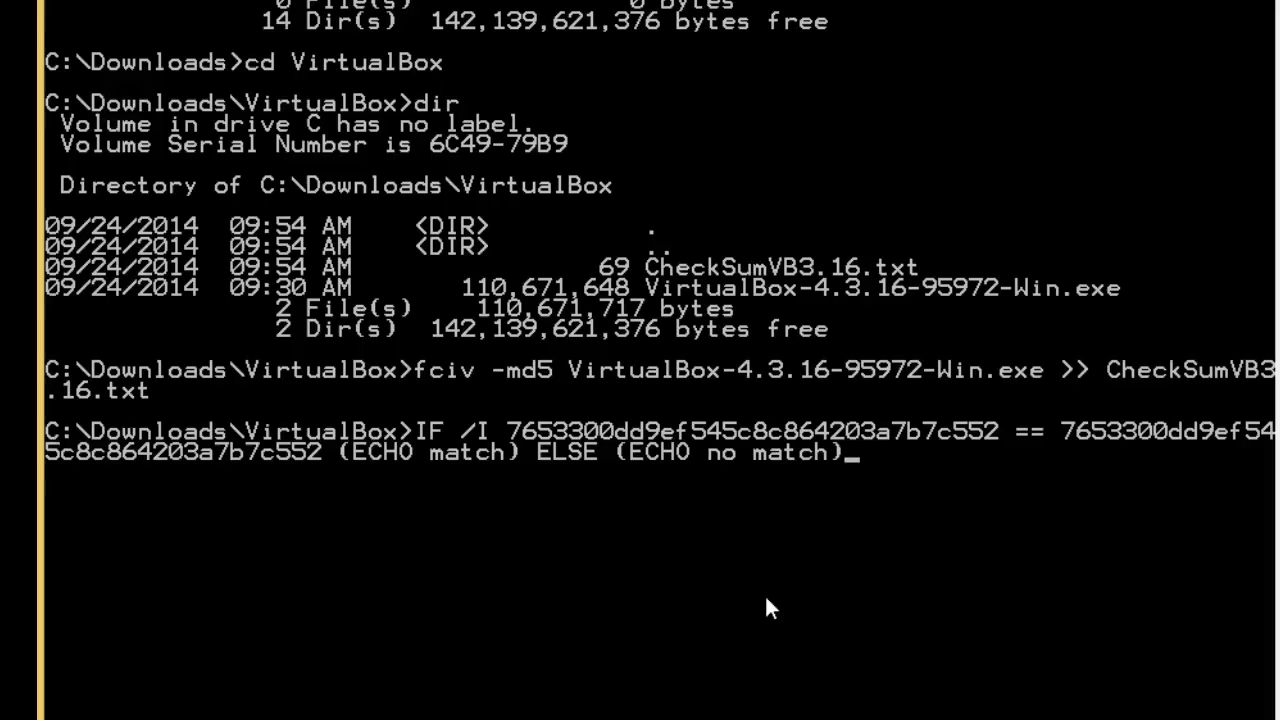 0 File(s) 0 bytes
14 Dir(s) 142,139,621,376 bytes free
C:\Downloads>cd VirtualBox
C:\Downloads\VirtualBox>dir
Volume in drive C has no label.
Volume Serial Number is 6C49-79B9
Directory of C:\Downloads\VirtualBox
09/24/2014 09:54 AM <DIR> .
09/24/2014 09:54 AM <DIR> ..
09/24/2014 09:54 AM 69 CheckSumVB3.16.txt
09/24/2014 09:30 AM 110,671,648 VirtualBox-4.3.16-95972-Win.exe
2 File(s) 110,671,717 bytes
2 Dir(s) 142,139,621,376 bytes free
C:\Downloads\VirtualBox>fciv -md5 VirtualBox-4.3.16-95972-Win.exe >> CheckSumVB3
.16.txt
C:\Downloads\VirtualBox>IF /I 7653300dd9ef545c8c864203a7b7c552 == 7653300dd9ef54
5c8c864203a7b7c552 (ECHO match) ELSE (ECHO no match)_